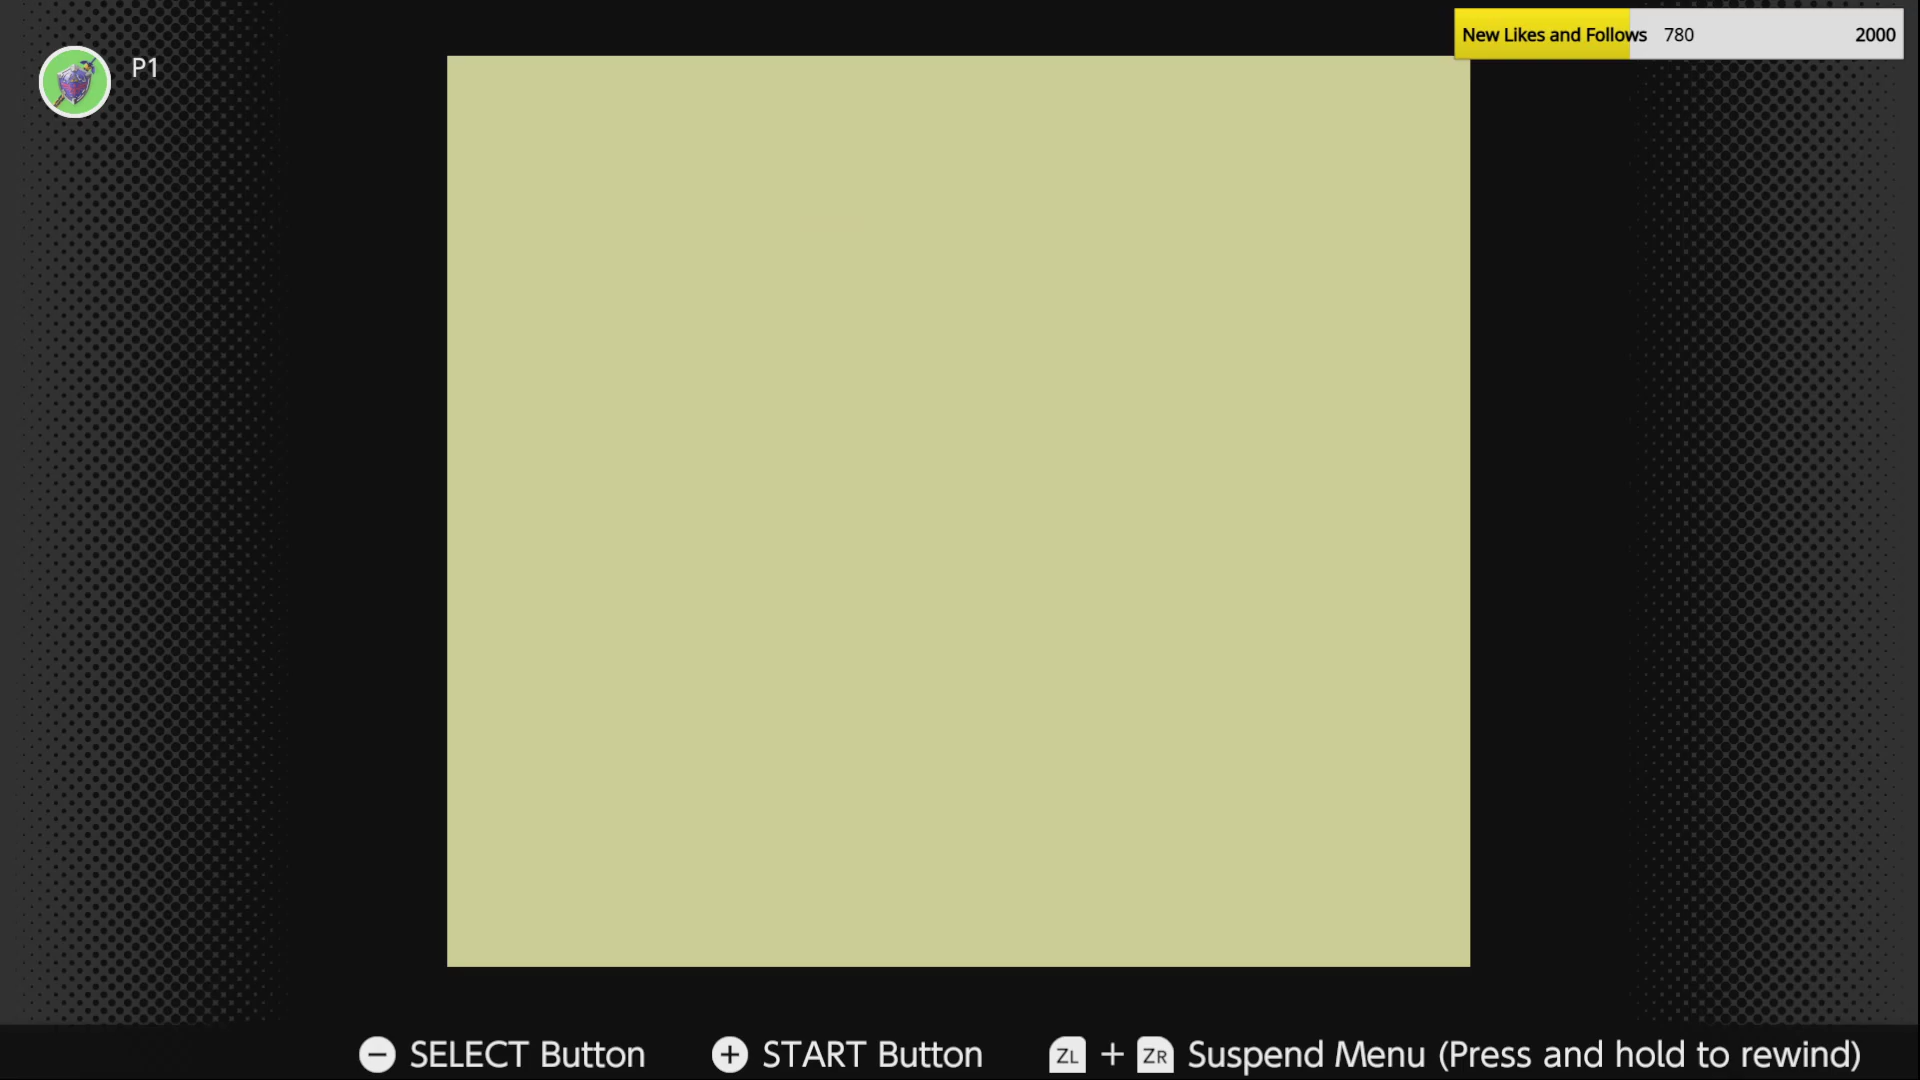 P1
New Likes and Follows 780 2000
SELECT Button START Button ZL + ZR Suspend Menu (Press and hold to rewind)